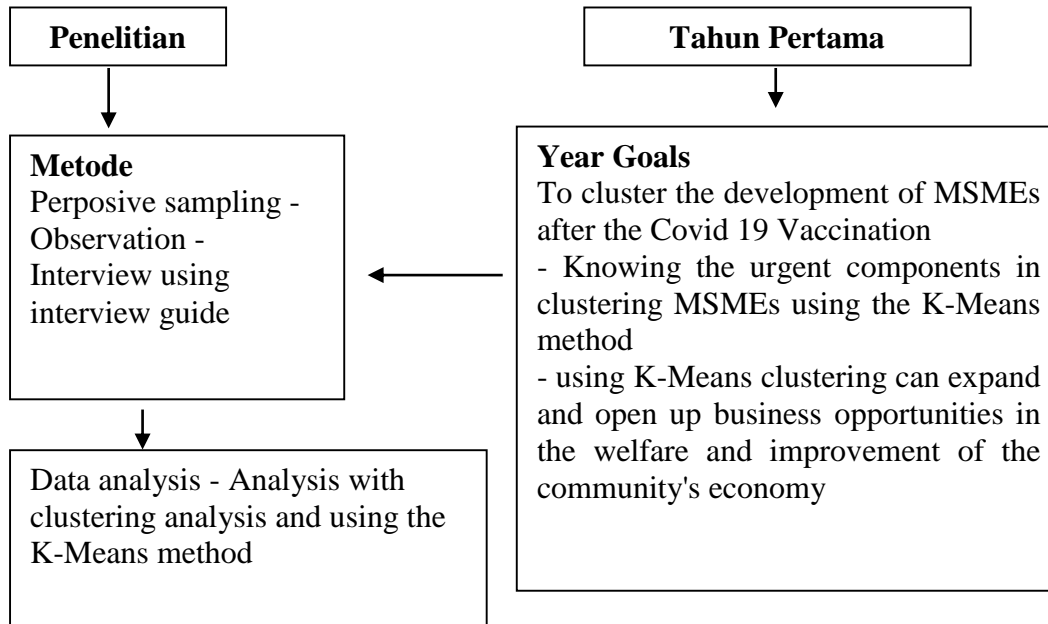 Penelitian
Tahun Pertama
Metode
Perposive sampling -
Observation -
Interview using
interview guide
Year Goals
To cluster the development of MSMEs
after the Covid 19 Vaccination
- Knowing the urgent components in
clustering MSMEs using the K-Means
method
- using K-Means clustering can expand
and open up business opportunities in
the welfare and improvement of the
community's economy
Data analysis - Analysis with
clustering analysis and using the
K-Means method